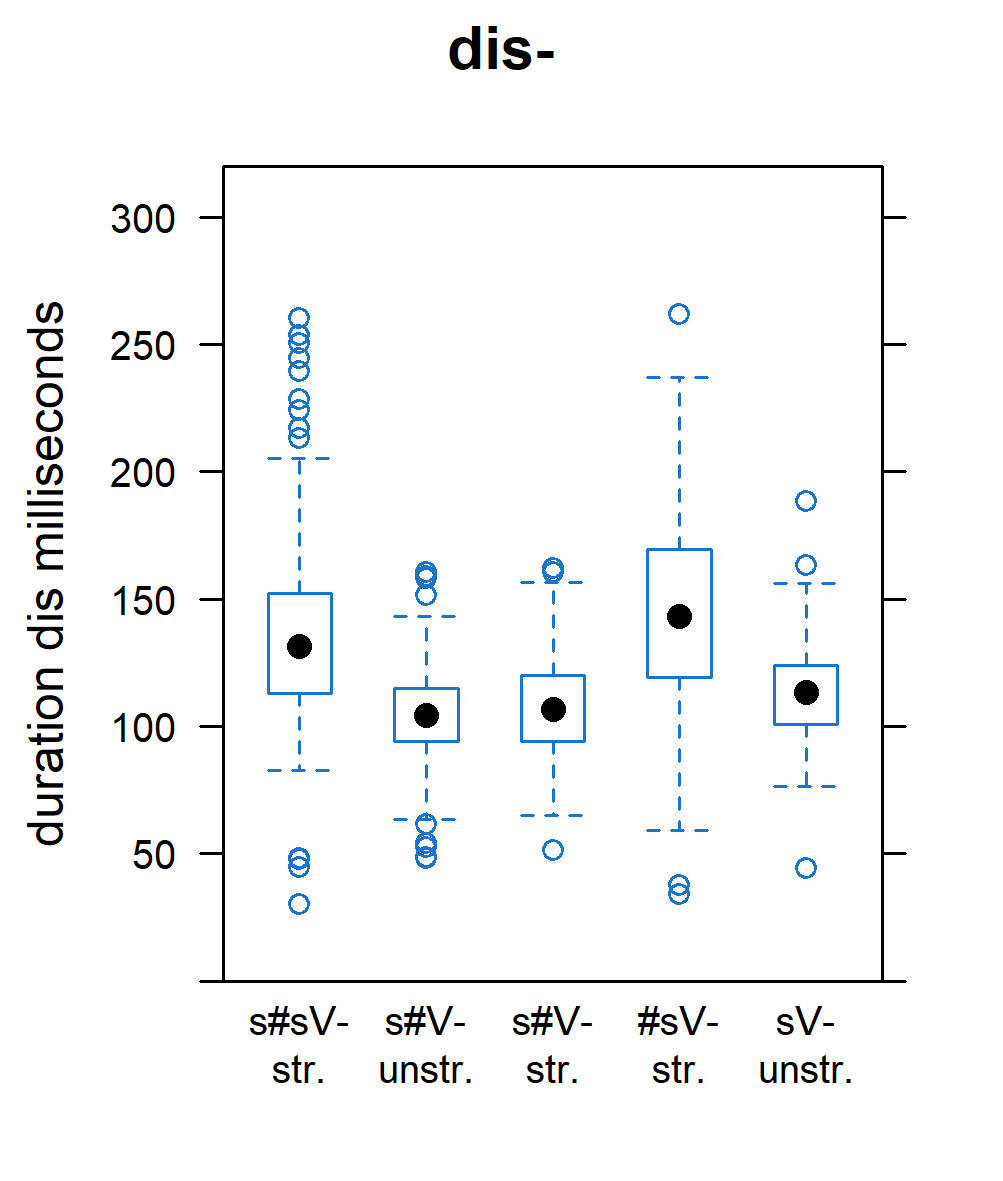 dis-
duration dis milliseconds
300
250
200
150
100
50
s#sV- s#V- s#V- #sV- sV-
str. unstr. str. str. unstr.